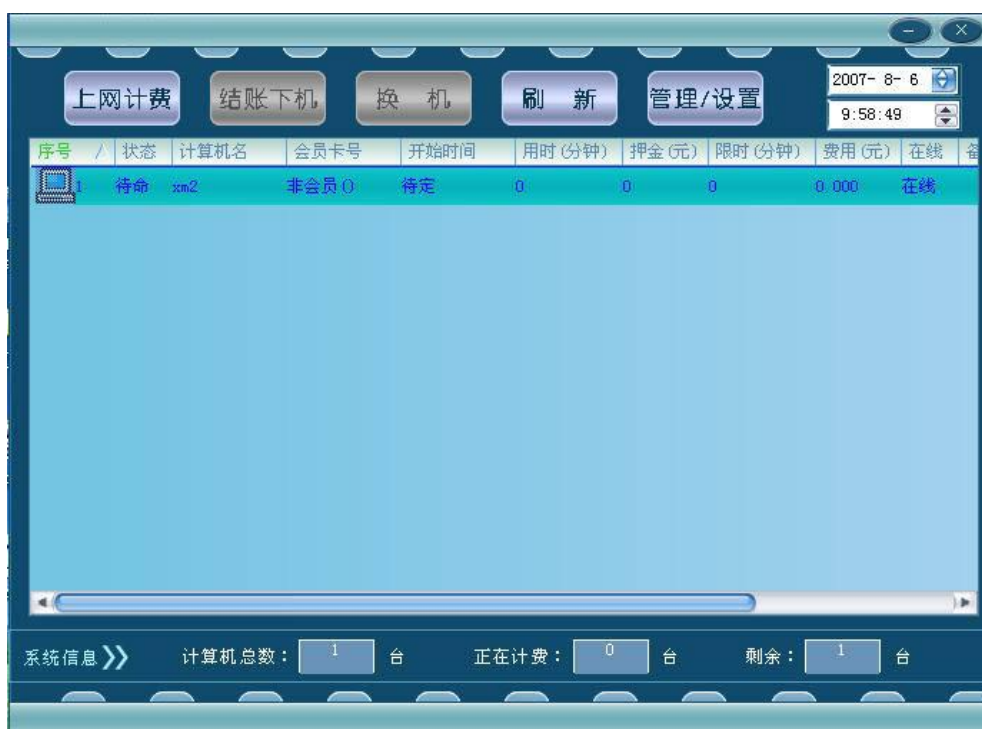 上网计费 结账下机 换 机 刷 新 管理/设置 2007- 8- 6
9:58:49
序号 状态 计算机名 会员卡号 开始时间 用时(分钟) 押金(元) 限时(分钟) 费用(元) 在线
1 待命 xm2 非会员() 待定 0 0 0 0.000 在线
系统信息 》 计算机总数： 1 台 正在计费： 0 台 剩余： 1 台